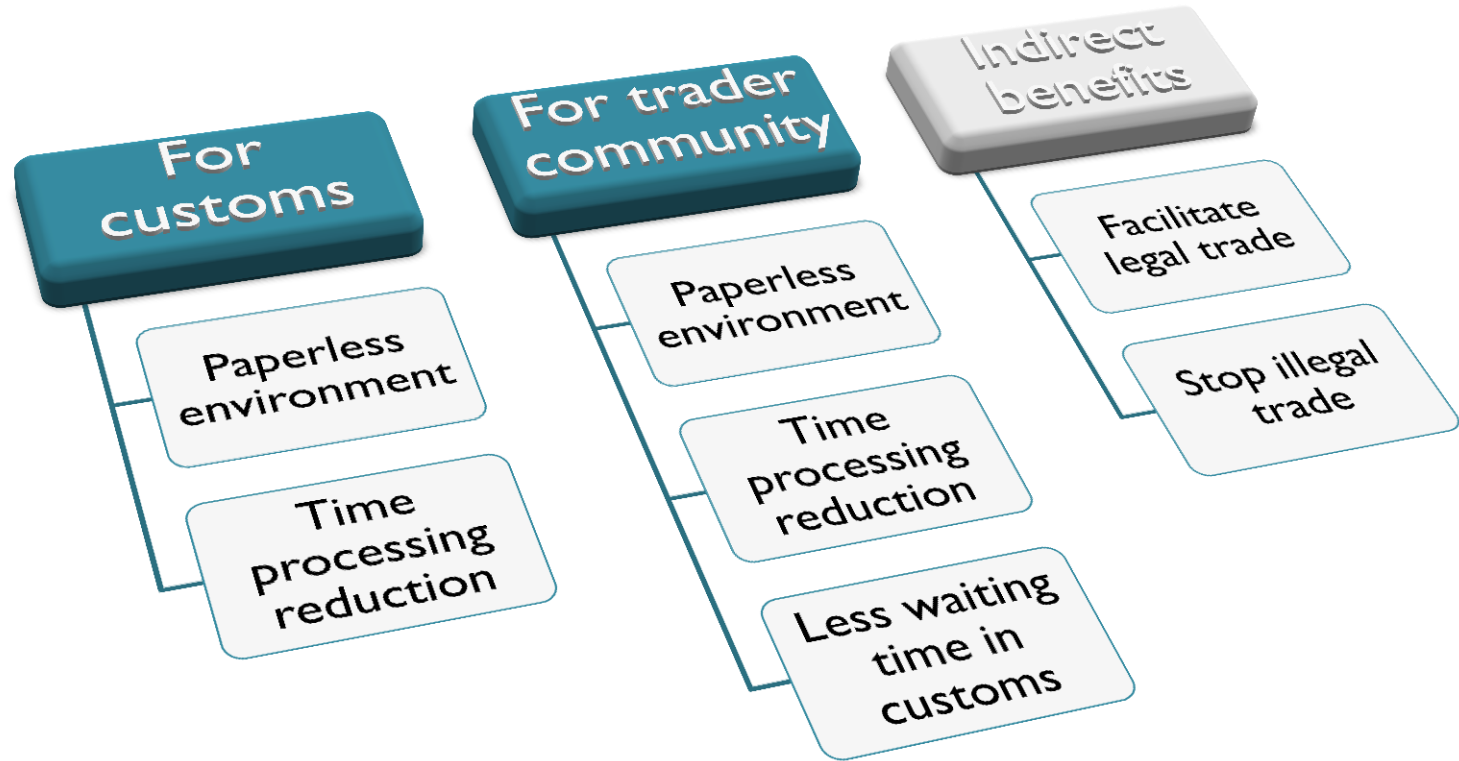 For
customs
Paperless
environment
Time
processing
reduction
For trader
community
Paperless
environment
Time
processing
reduction
Less waiting
time in
customs
Indirect
benefits
Facilitate
legal trade
Stop illegal
trade